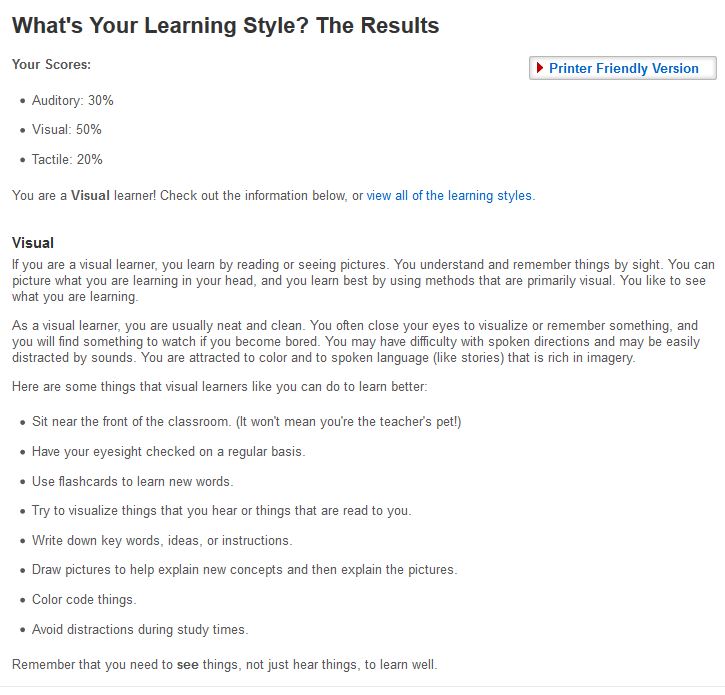 What's Your Learning Style? The Results
Your Scores:
Printer Friendly Version
• Auditory: 30%
• Visual: 50%
• Tactile: 20%
You are a Visual learner! Check out the information below, or view all of the learning styles.
Visual
If you are a visual learner, you learn by reading or seeing pictures. You understand and remember things by sight. You can
picture what you are learning in your head, and you learn best by using methods that are primarily visual. You like to see
what you are learning.
As a visual learner, you are usually neat and clean. You often close your eyes to visualize or remember something, and
you will find something to watch if you become bored. You may have difficulty with spoken directions and may be easily
distracted by sounds. You are attracted to color and to spoken language (like stories) that is rich in imagery.
Here are some things that visual learners like you can do to learn better:
• Sit near the front of the classroom. (It won't mean you're the teacher's pet!)
• Have your eyesight checked on a regular basis.
• Use flashcards to learn new words.
• Try to visualize things that you hear or things that are read to you.
• Write down key words, ideas, or instructions.
• Draw pictures to help explain new concepts and then explain the pictures.
• Color code things.
• Avoid distractions during study times.
Remember that you need to see things, not just hear things, to learn well.